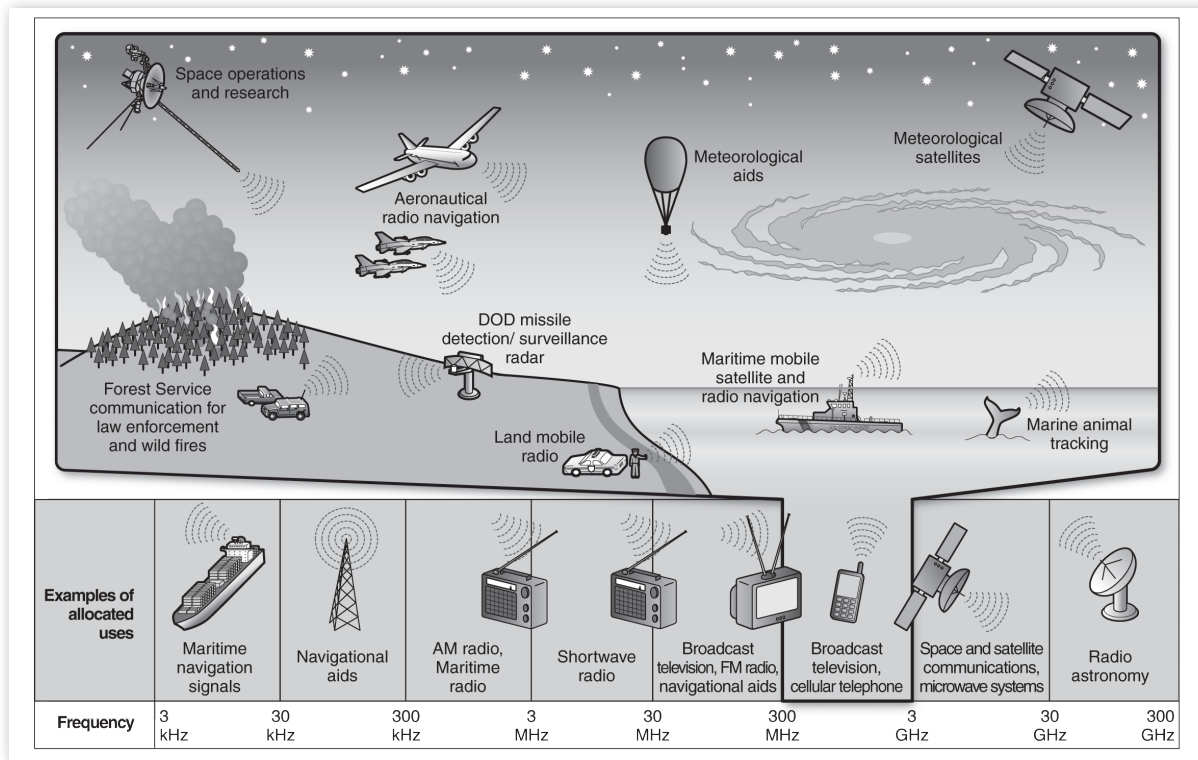 Space operations
and research
Meteorological
satellites
Meteorological
aids
Aeronautical
radio navigation
DOD missile
detection/ surveillance
radar
Maritime mobile
satellite and
radio navigation
Forest Service
communication for
law enforcement
and wild fires
Marine animal
tracking
Land mobile
radio
Examples of
allocated
uses
Maritime
navigation
signals
Navigational
aids
AM radio,
Maritime
radio
Shortwave
radio
Broadcast
television, FM radio,
navigational aids
Broadcast
television,
cellular telephone
Space and satellite
communications,
microwave systems
Radio
astronomy
Frequency
3
kHz
30
kHz
300
kHz
3
MHz
30
MHz
300
MHz
3
GHz
30
GHz
300
GHz